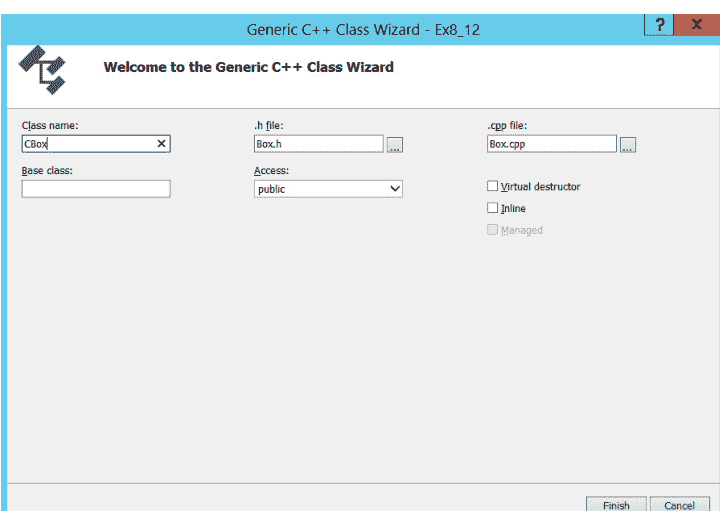 Generic C++ Class Wizard - Ex8_12
? x
Welcome to the Generic C++ Class Wizard
Class name: .h file: .cpp file:
CBox Box.h ... Box.cpp ...
Base class: Access:
public
Virtual destructor
Inline
Managed
Finish Cancel